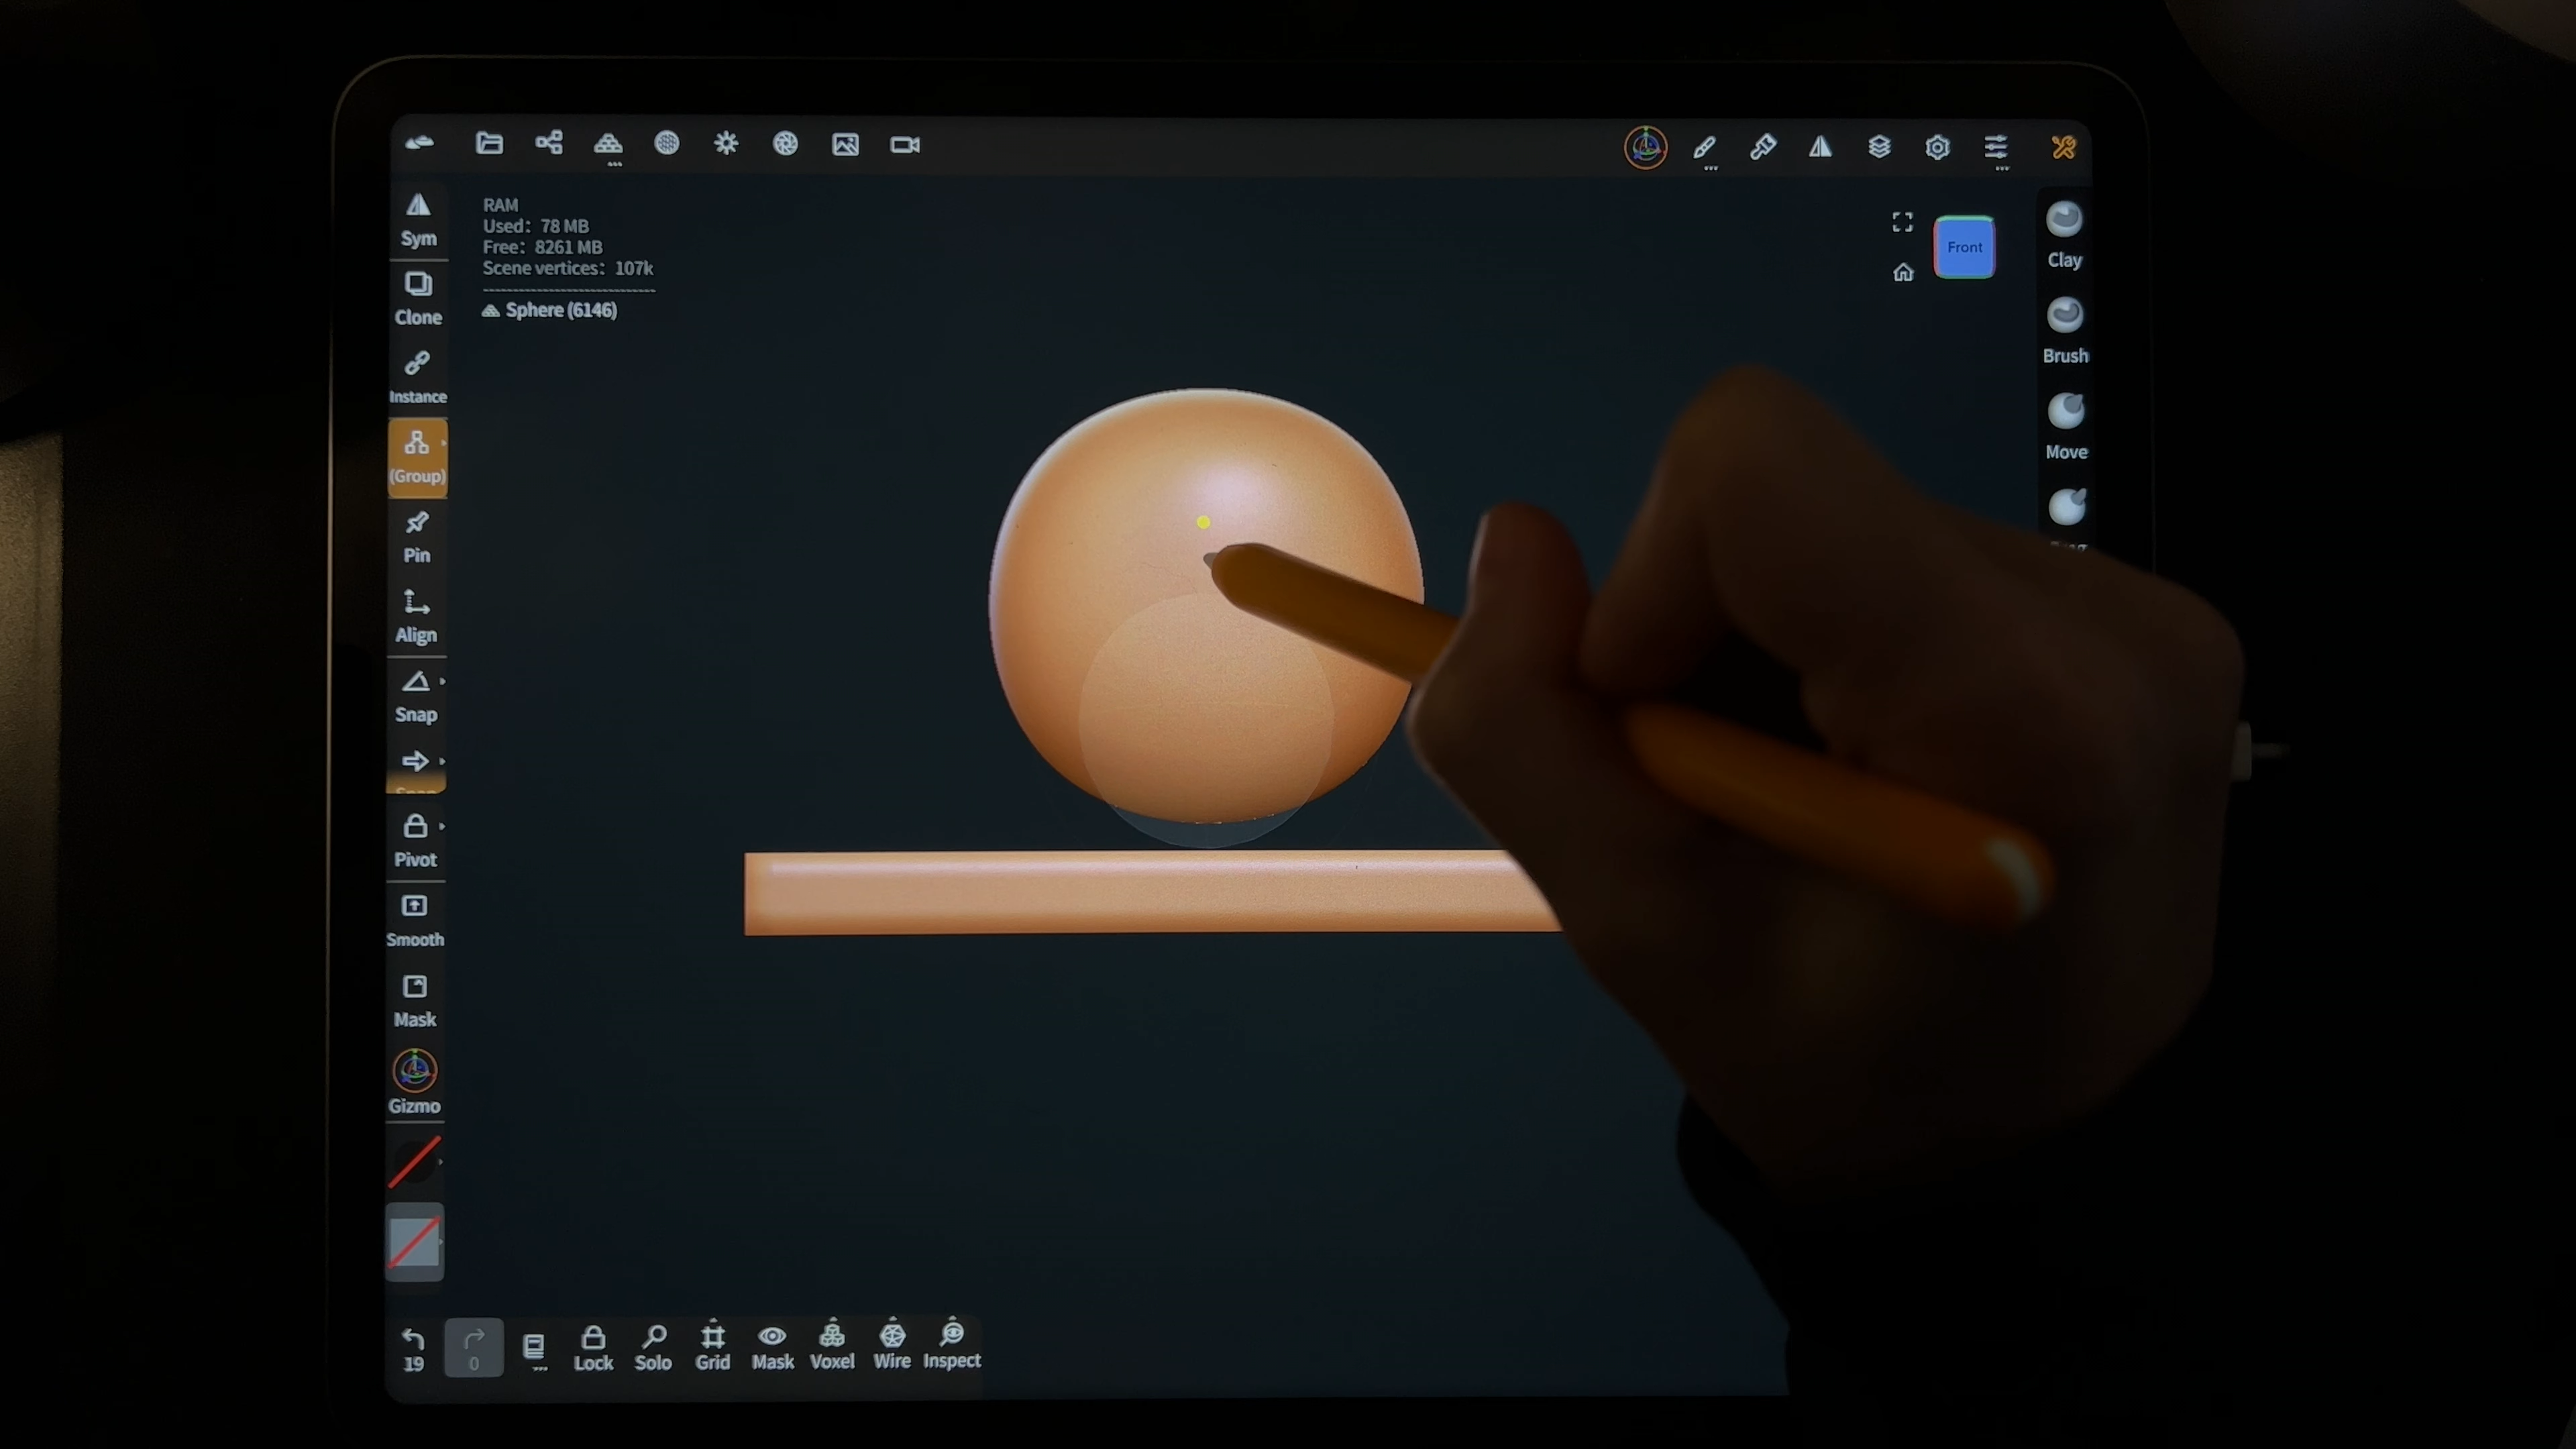 RAM
Used: 78 MB
Free: 8261 MB
Scene vertices: 107k
Sphere (6146)
Front
Sym
Clone
Instance
(Group)
Pin
Align
Snap
Pivot
Smooth
Mask
Gizmo
Clay
Brush
Move
19
0
Lock
Solo
Grid
Mask
Voxel
Wire
Inspect